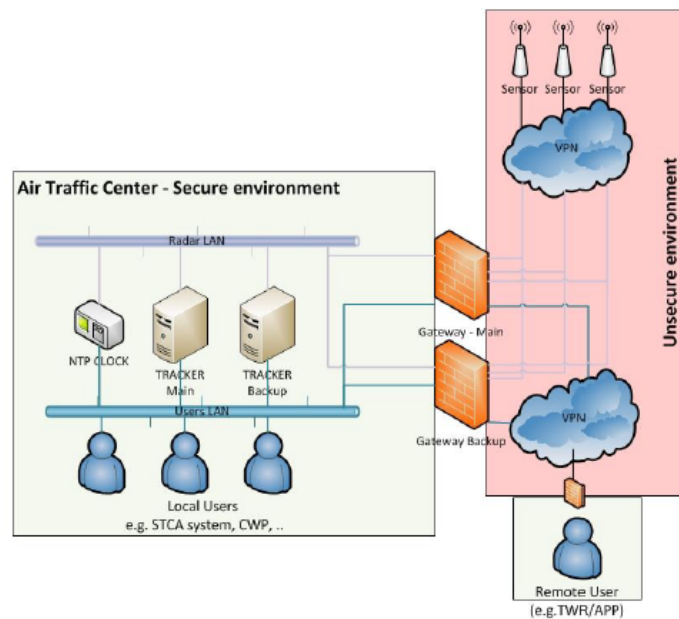 Sensor Sensor Sensor
VPN
Unsecure environment
Air Traffic Center - Secure environment
Radar LAN
Gateway - Main
NTP CLOCK
TRACKER
Main
TRACKER
Backup
Users LAN
Gateway Backup
VPN
Local Users
e.g. STCA system, CWP, ..
Remote User
(e.g.TWR/APP)